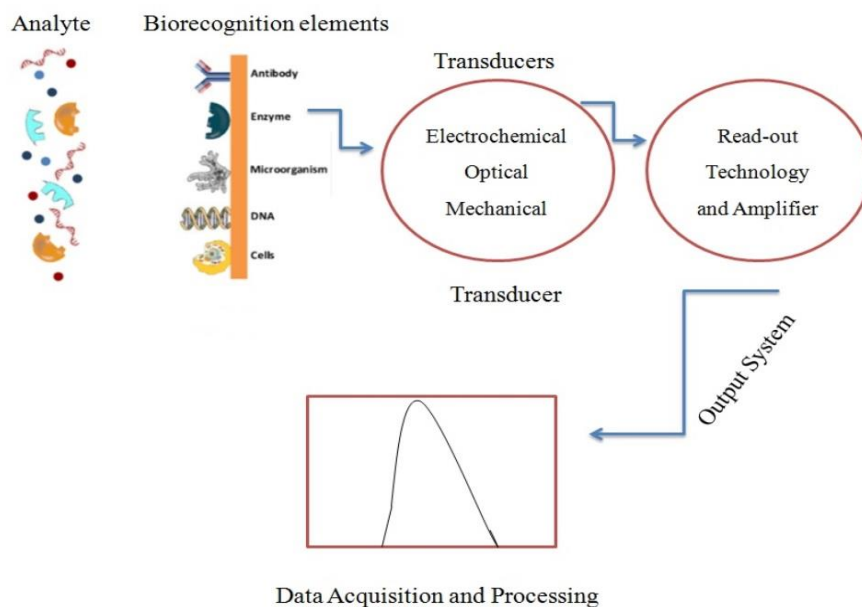 Analyte
Biorecognition elements
Antibody
Enzyme
Microorganism
DNA
Cells
Transducers
Electrochemical
Optical
Mechanical
Transducer
Read-out
Technology
and Amplifier
Output System
Data Acquisition and Processing